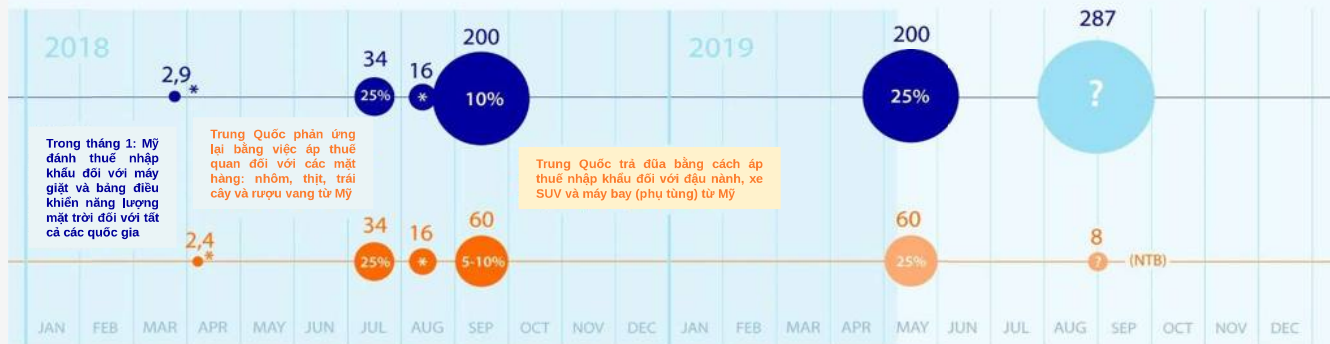 2018
2019
2,9
*
34
25%
16
*
200
10%
200
25%
287
?
Trong tháng 1: Mỹ
đánh thuế nhập
khẩu đối với máy
giặt và bảng điều
khiển năng lượng
mặt trời đối với tất
cả các quốc gia
Trung Quốc phản ứng
lại bằng việc áp thuế
quan đối với các mặt
hàng: nhôm, thịt, trái
cây và rượu vang từ Mỹ
Trung Quốc trả đũa bằng cách áp
thuế nhập khẩu đối với đậu nành, xe
SUV và máy bay (phụ tùng) từ Mỹ
2,4
*
34
25%
16
*
60
5-10%
60
25%
8
?
(NTB)
JAN FEB MAR APR MAY JUN JUL AUG SEP OCT NOV DEC JAN FEB MAR APR MAY JUN JUL AUG SEP OCT NOV DEC